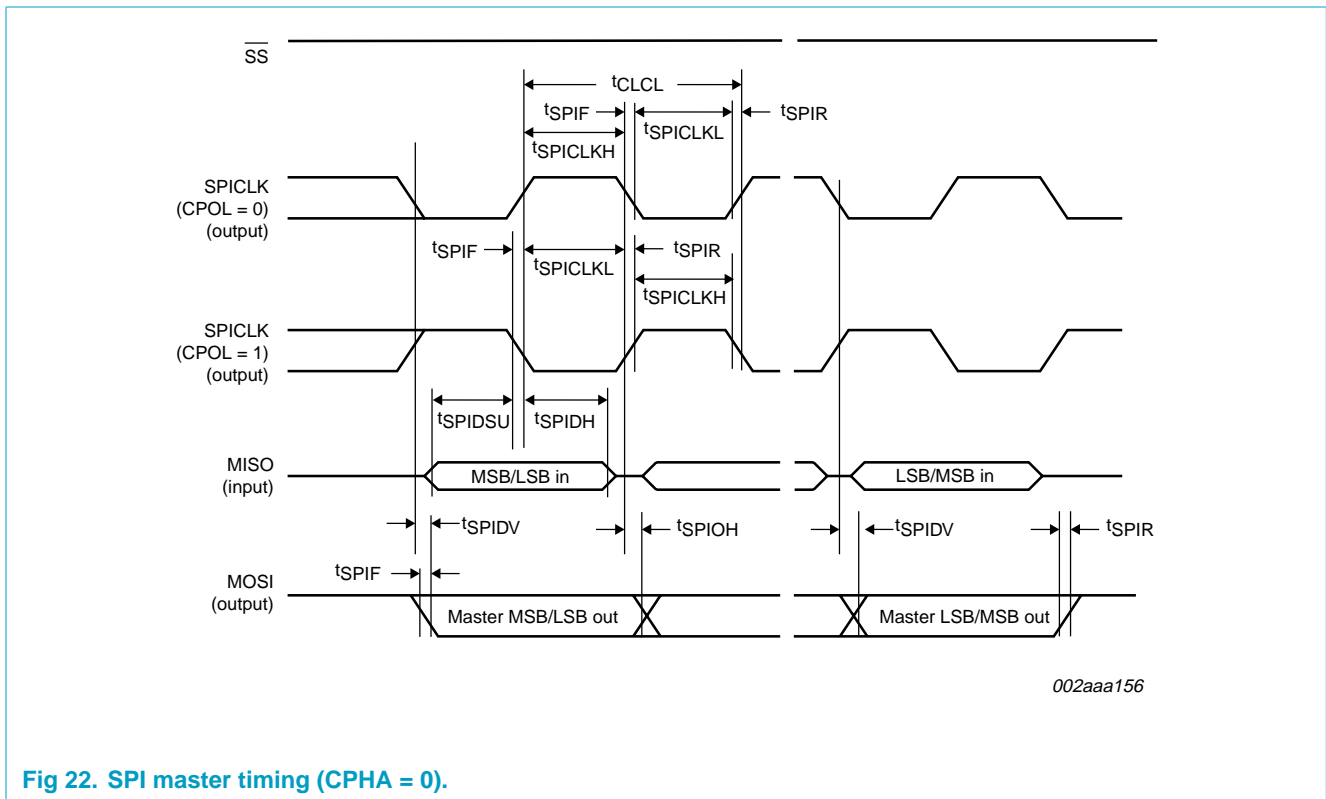 SS
tCLCL
tSPIF
tSPICLKL
tSPIR
tSPICLKH
SPICLK
(CPOL = 0)
(output)
tSPIF
tSPICLKL
tSPIR
tSPICLKH
SPICLK
(CPOL = 1)
(output)
tSPIDSU
tSPIDH
MISO
(input)
MSB/LSB in
LSB/MSB in
tSPIDV
tSPIOH
tSPIDV
tSPIR
tSPIF
MOSI
(output)
Master MSB/LSB out
Master LSB/MSB out
002aaa156
Fig 22. SPI master timing (CPHA = 0).